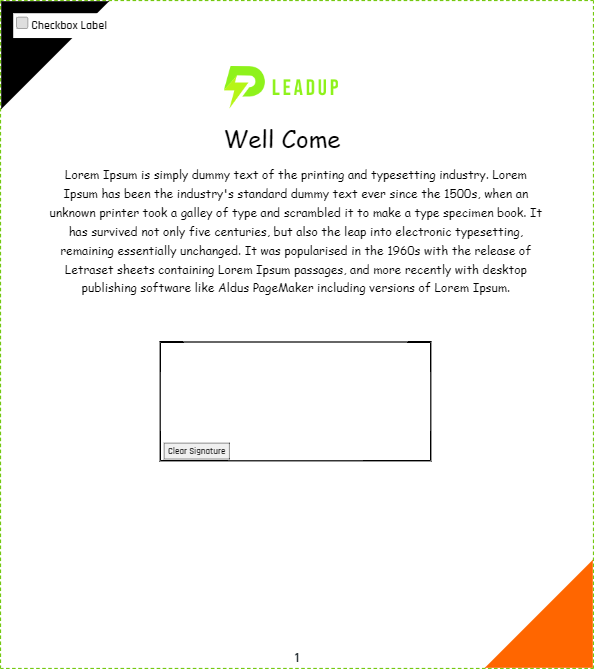 Checkbox Label
LEADUP
Well Come
Lorem Ipsum is simply dummy text of the printing and typesetting industry. Lorem
Ipsum has been the industry's standard dummy text ever since the 1500s, when an
unknown printer took a galley of type and scrambled it to make a type specimen book. It
has survived not only five centuries, but also the leap into electronic typesetting,
remaining essentially unchanged. It was popularised in the 1960s with the release of
Letraset sheets containing Lorem Ipsum passages, and more recently with desktop
publishing software like Aldus PageMaker including versions of Lorem Ipsum.
Clear Signature
1